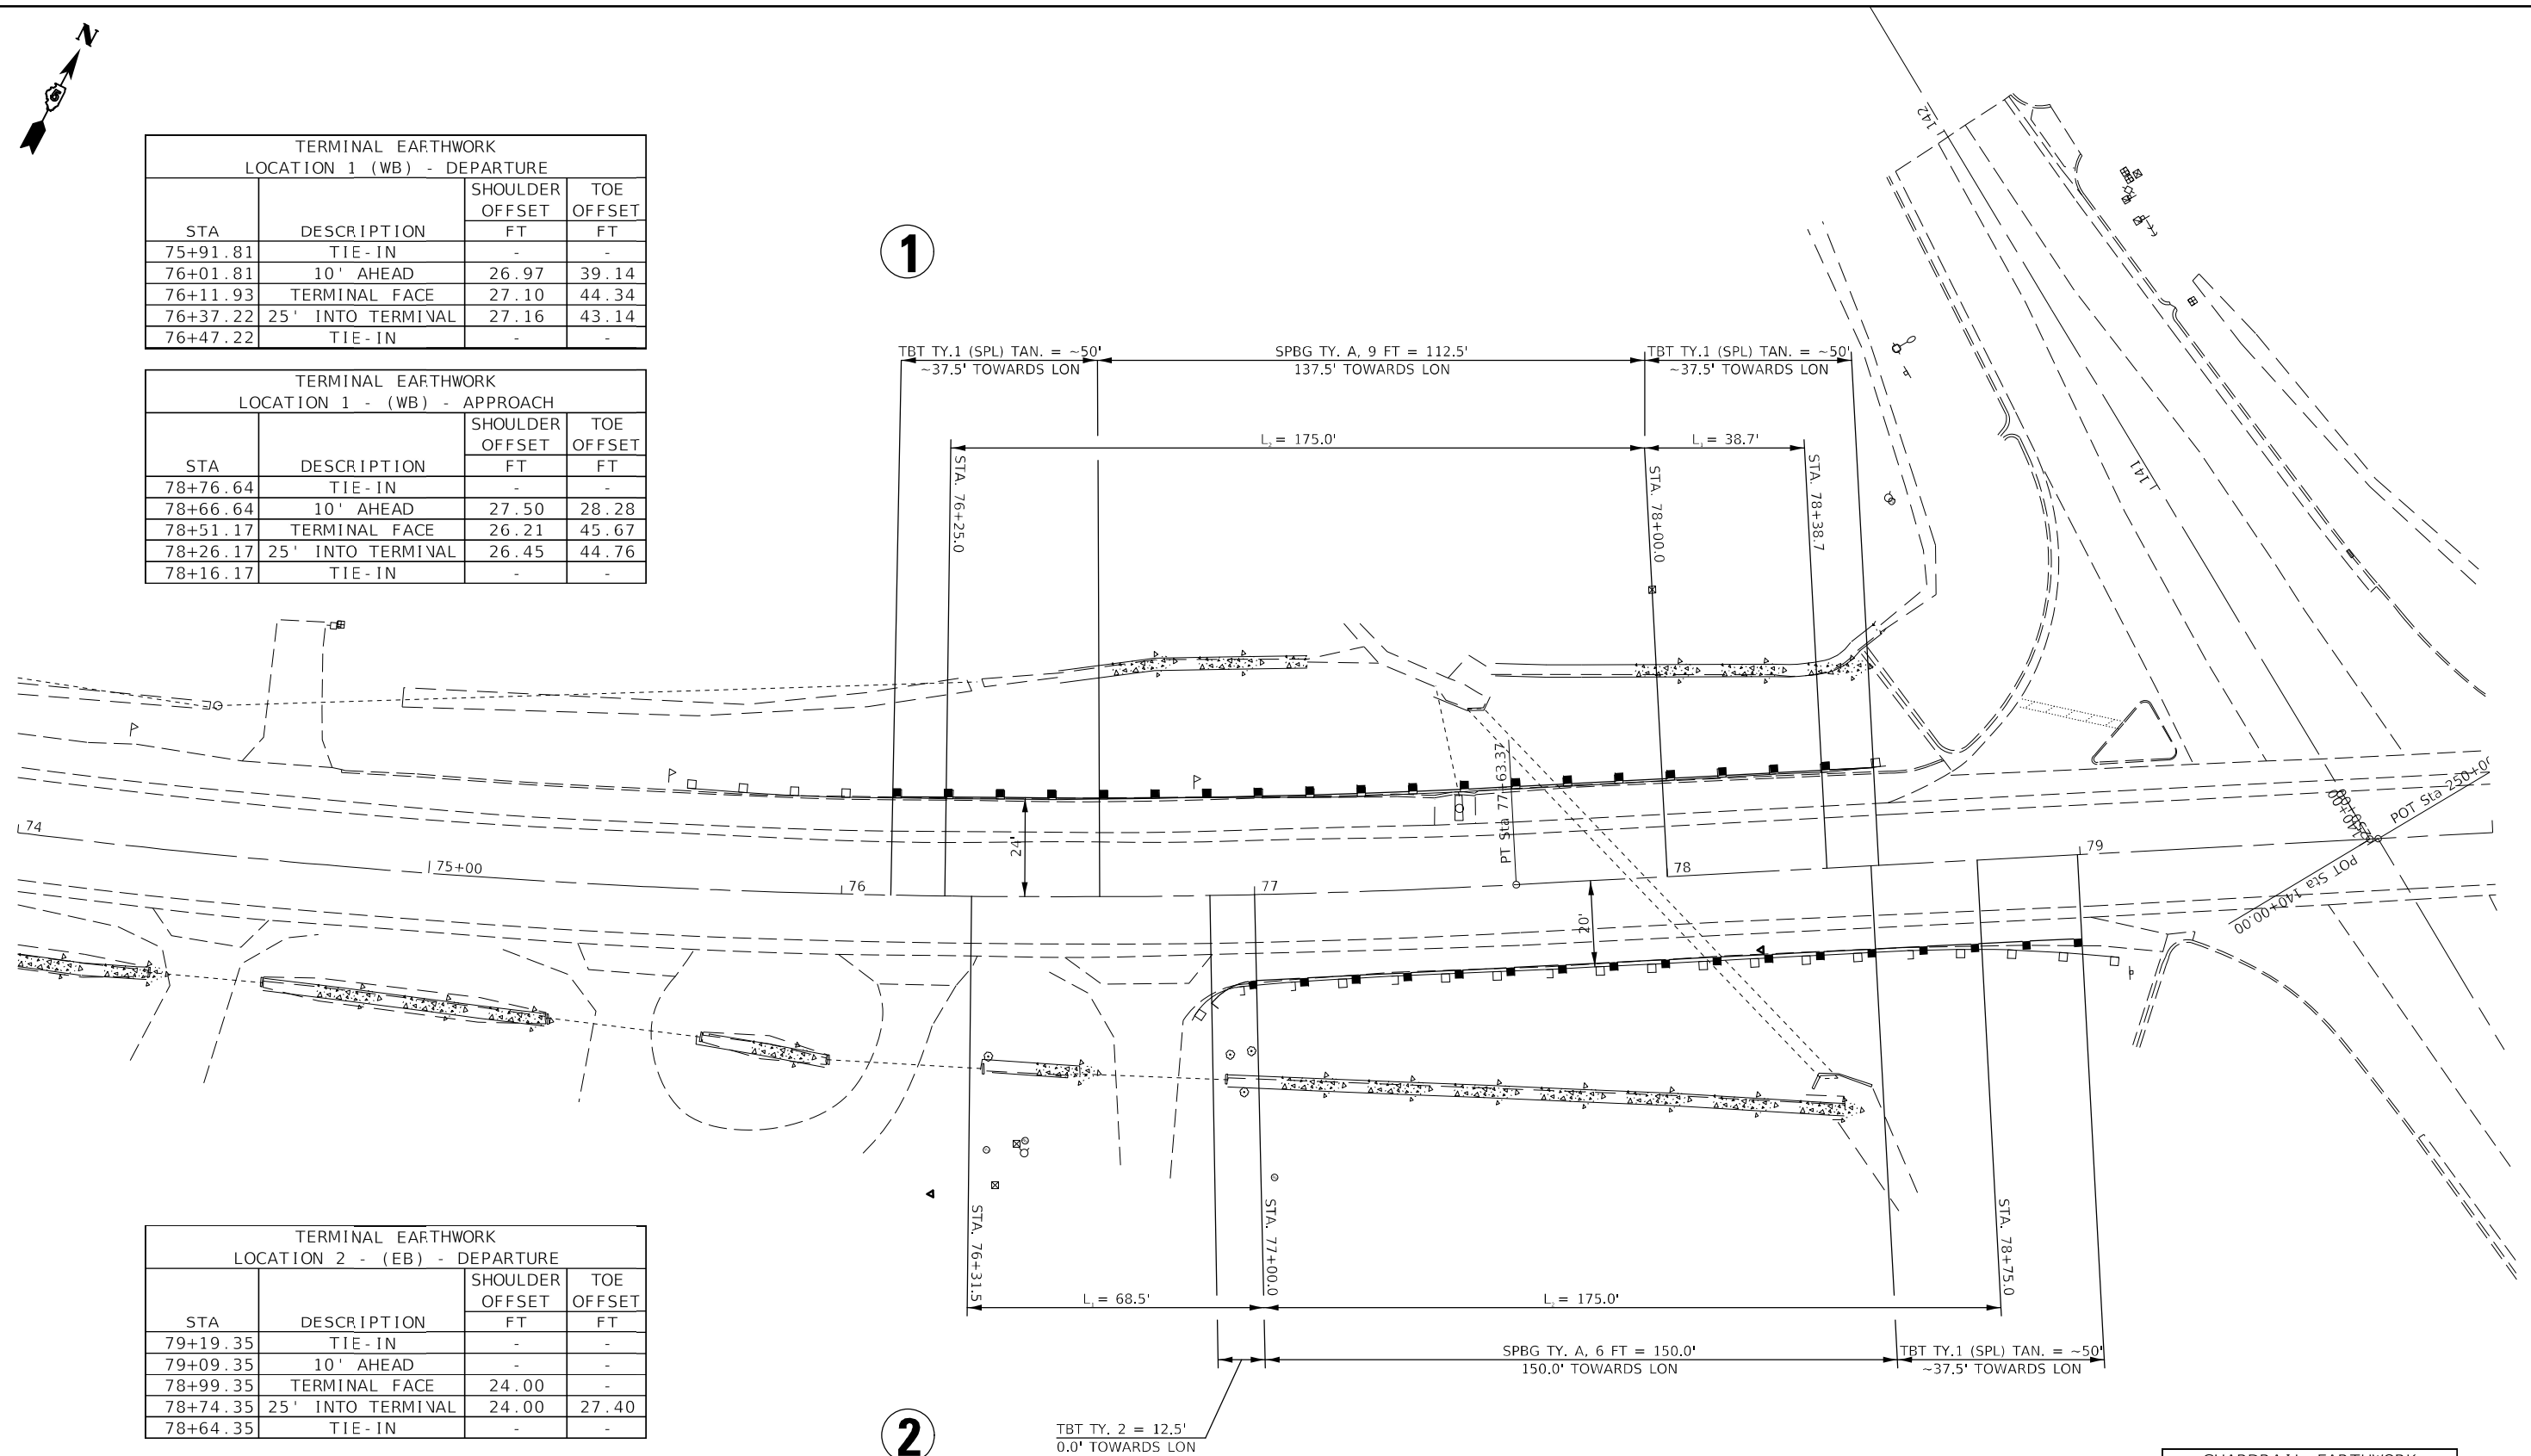 N
TERMINAL EARTHWORK
LOCATION 1 (WB) - DEPARTURE
STA DESCRIPTION SHOULDER OFFSET FT TOE OFFSET FT
75+91.81 TIE-IN - -
76+01.81 10' AHEAD 26.97 39.14
76+11.93 TERMINAL FACE 27.10 44.34
76+37.22 25' INTO TERMINAL 27.16 43.14
76+47.22 TIE-IN - -
TERMINAL EARTHWORK
LOCATION 1 - (WB) - APPROACH
STA DESCRIPTION SHOULDER OFFSET FT TOE OFFSET FT
78+76.64 TIE-IN - -
78+66.64 10' AHEAD 27.50 28.28
78+51.17 TERMINAL FACE 26.21 45.67
78+26.17 25' INTO TERMINAL 26.45 44.76
78+16.17 TIE-IN - -
1
TBT TY.1 (SPL) TAN. = ~50'
~37.5' TOWARDS LON
SPBG TY. A, 9 FT = 112.5'
137.5' TOWARDS LON
TBT TY.1 (SPL) TAN. = ~50'
~37.5' TOWARDS LON
L₂ = 175.0'
L₁ = 38.7'
STA. 76+25.0
STA. 78+00.0
STA. 78+38.7
142
141
PT Sta 77+63.37
24'
20'
74
75+00
76
77
78
79
POT Sta 250+00
250+00
140+00
POT Sta 140+00.00
STA. 76+31.5
STA. 77+00.0
STA. 78+75.0
L₁ = 68.5'
L₂ = 175.0'
SPBG TY. A, 6 FT = 150.0'
150.0' TOWARDS LON
TBT TY.1 (SPL) TAN. = ~50'
~37.5' TOWARDS LON
TBT TY. 2 = 12.5'
0.0' TOWARDS LON
2
TERMINAL EARTHWORK
LOCATION 2 - (EB) - DEPARTURE
STA DESCRIPTION SHOULDER OFFSET FT TOE OFFSET FT
79+19.35 TIE-IN - -
79+09.35 10' AHEAD - -
78+99.35 TERMINAL FACE 24.00 -
78+74.35 25' INTO TERMINAL 24.00 27.40
78+64.35 TIE-IN - -
GUARDRAIL EARTHWORK